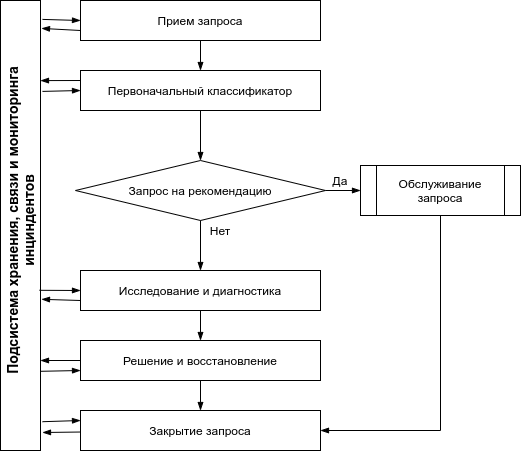 Подсистема хранения, связи и мониторинга
инциндентов
Прием запроса
Первоначальный классификатор
Запрос на рекомендацию
Да
Обслуживание
запроса
Нет
Исследование и диагностика
Решение и восстановление
Закрытие запроса